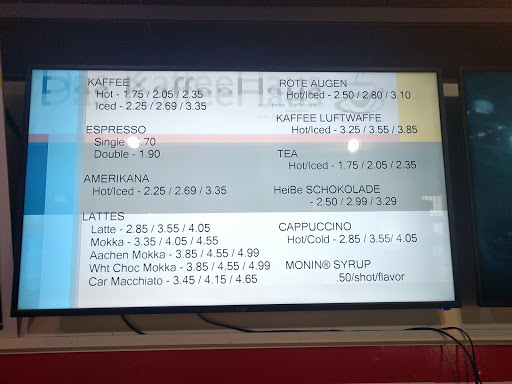 KAFFEE
Hot - 1.75 / 2.05 / 2.35
Iced - 2.25 / 2.69 / 3.35
ESPRESSO
Single - .70
Double - 1.90
AMERIKANA
Hot/Iced - 2.25 / 2.69 / 3.35
LATTES
Latte - 2.85 / 3.55 / 4.05
Mokka - 3.35 / 4.05 / 4.55
Aachen Mokka - 3.85 / 4.55 / 4.99
Wht Choc Mokka - 3.85 / 4.55 / 4.99
Car Macchiato - 3.45 / 4.15 / 4.65
ROTE AUGEN
Hot/Iced - 2.50 / 2.80 / 3.10
KAFFEE LUFTWAFFE
Hot/Iced - 3.25 / 3.55 / 3.85
TEA
Hot/Iced - 1.75 / 2.05 / 2.35
HeiBe SCHOKOLADE
- 2.50 / 2.99 / 3.29
CAPPUCCINO
Hot/Cold - 2.85 / 3.55/ 4.05
MONIN® SYRUP
.50/shot/flavor